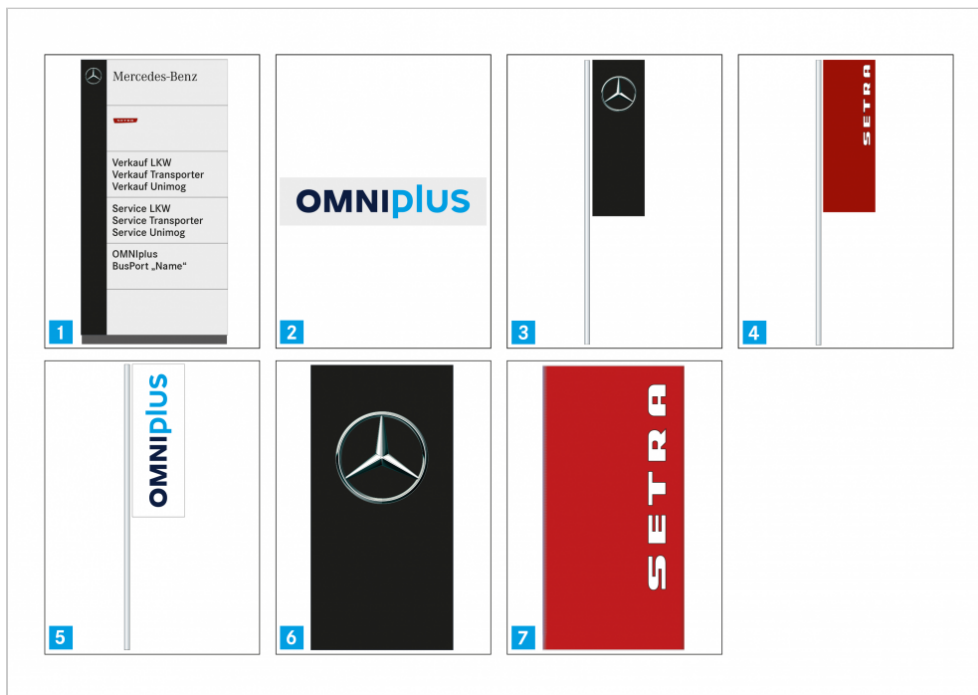 Mercedes-Benz
SETRA
Verkauf LKW
Verkauf Transporter
Verkauf Unimog
Service LKW
Service Transporter
Service Unimog
OMNIplus
BusPort „Name“
1
OMNIplus
2
3
SETRA
4
OMNIplus
5
6
SETRA
7